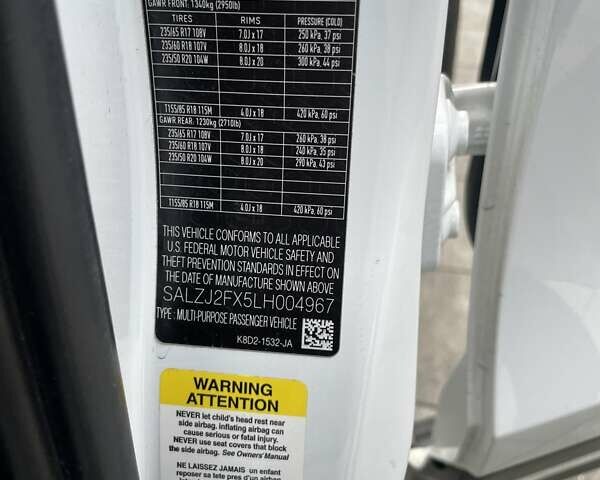 GAWR FRONT: 1340kg (2950lb)
TIRES RIMS PRESSURE (COLD)
235/65 R17 108V 7.0J x 17 250 kPa, 37 psi
235/60 R18 107V 8.0J x 18 260 kPa, 38 psi
235/50 R20 104W 8.0J x 20 300 kPa, 44 psi
T155/85 R18 115M 4.0J x 18 420 kPa, 60 psi
GAWR REAR: 1230kg (2710lb)
235/65 R17 108V 7.0J x 17 260 kPa, 38 psi
235/60 R18 107V 8.0J x 18 240 kPa, 35 psi
235/50 R20 104W 8.0J x 20 290 kPa, 43 psi
T155/85 R18 115M 4.0J x 18 420 kPa, 60 psi
THIS VEHICLE CONFORMS TO ALL APPLICABLE
U.S. FEDERAL MOTOR VEHICLE SAFETY AND
THEFT PREVENTION STANDARDS IN EFFECT ON
THE DATE OF MANUFACTURE SHOWN ABOVE
SALZJ2FX5LH004967
TYPE : MULTI-PURPOSE PASSENGER VEHICLE
K8D2-1532-JA
WARNING
ATTENTION
NEVER let child's head rest near
side airbag. inflating airbag can
cause serious or fatal injury.
NEVER use seat covers that block
the side airbag. See Owners' Manual
NE LAISSEZ JAMAIS un enfant
reposer sa tete pres d'un airbag